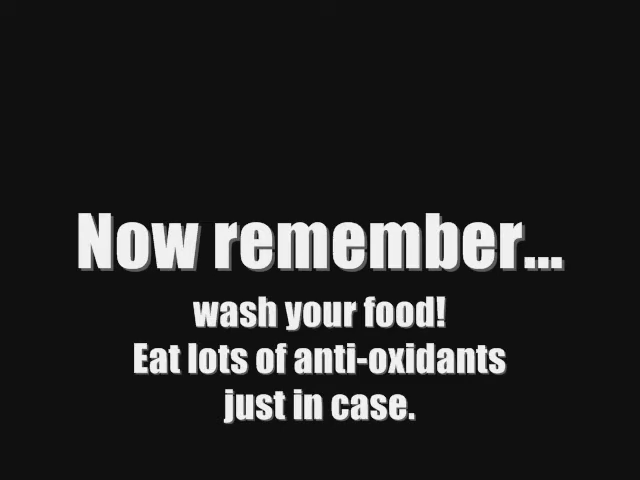 Now remember...
wash your food!
Eat lots of anti-oxidants
just in case.